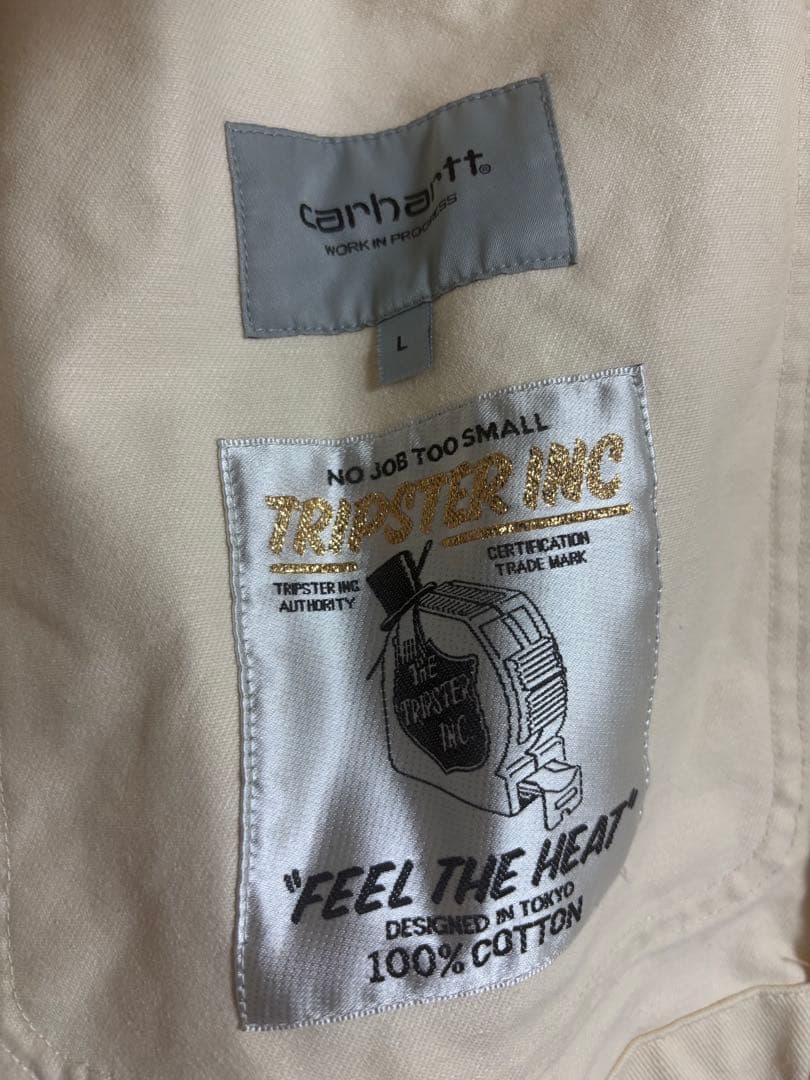 carhartt®
WORK IN PROGRESS
L
NO JOB TOO SMALL
TRIPSTER INC
TRIPSTER INC
AUTHORITY
CERTIFICATION
TRADE MARK
THE
TRIPSTER
INC
"FEEL THE HEAT"
DESIGNED IN TOKYO
100% COTTON